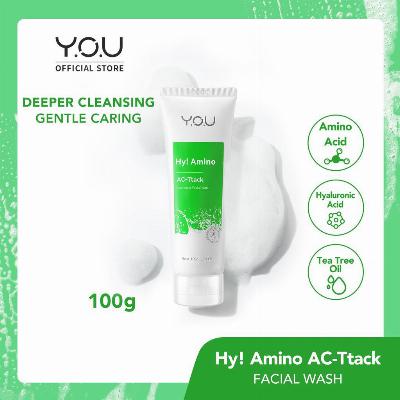 Y.O.U
OFFICIAL STORE
DEEPER CLEANSING
GENTLE CARING
Y.O.U
Hy! Amino
AC-Ttack
100g
Amino
Acid
Hyaluronic
Acid
Tea Tree
Oil
Hy! Amino AC-Ttack
FACIAL WASH